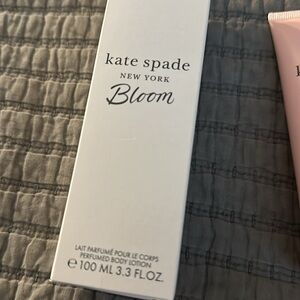 kate spade
NEW YORK
Bloom
LAIT PARFUMÉ POUR LE CORPS
PERFUMED BODY LOTION
℮ 100 ML 3.3 FL.OZ.